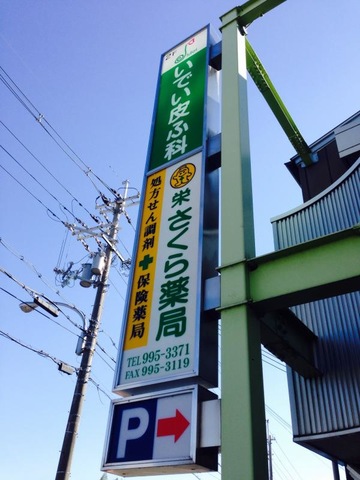 2F
いでい皮ふ科
栄さくら薬局
処方せん調剤+保険薬局
TEL 995-3371
FAX 995-3119
P